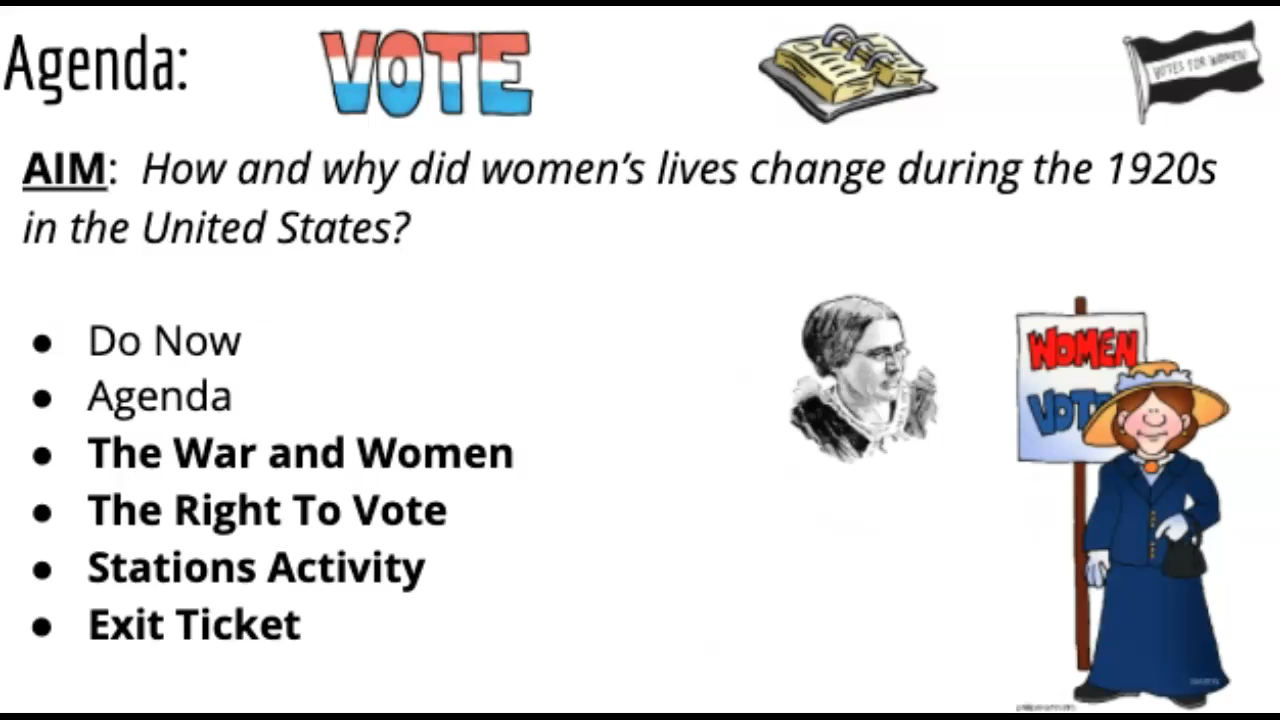 Agenda:
VOTE
VOTES FOR WOMEN
AIM: How and why did women's lives change during the 1920s
in the United States?
● Do Now
● Agenda
● The War and Women
● The Right To Vote
● Stations Activity
● Exit Ticket
WOMEN